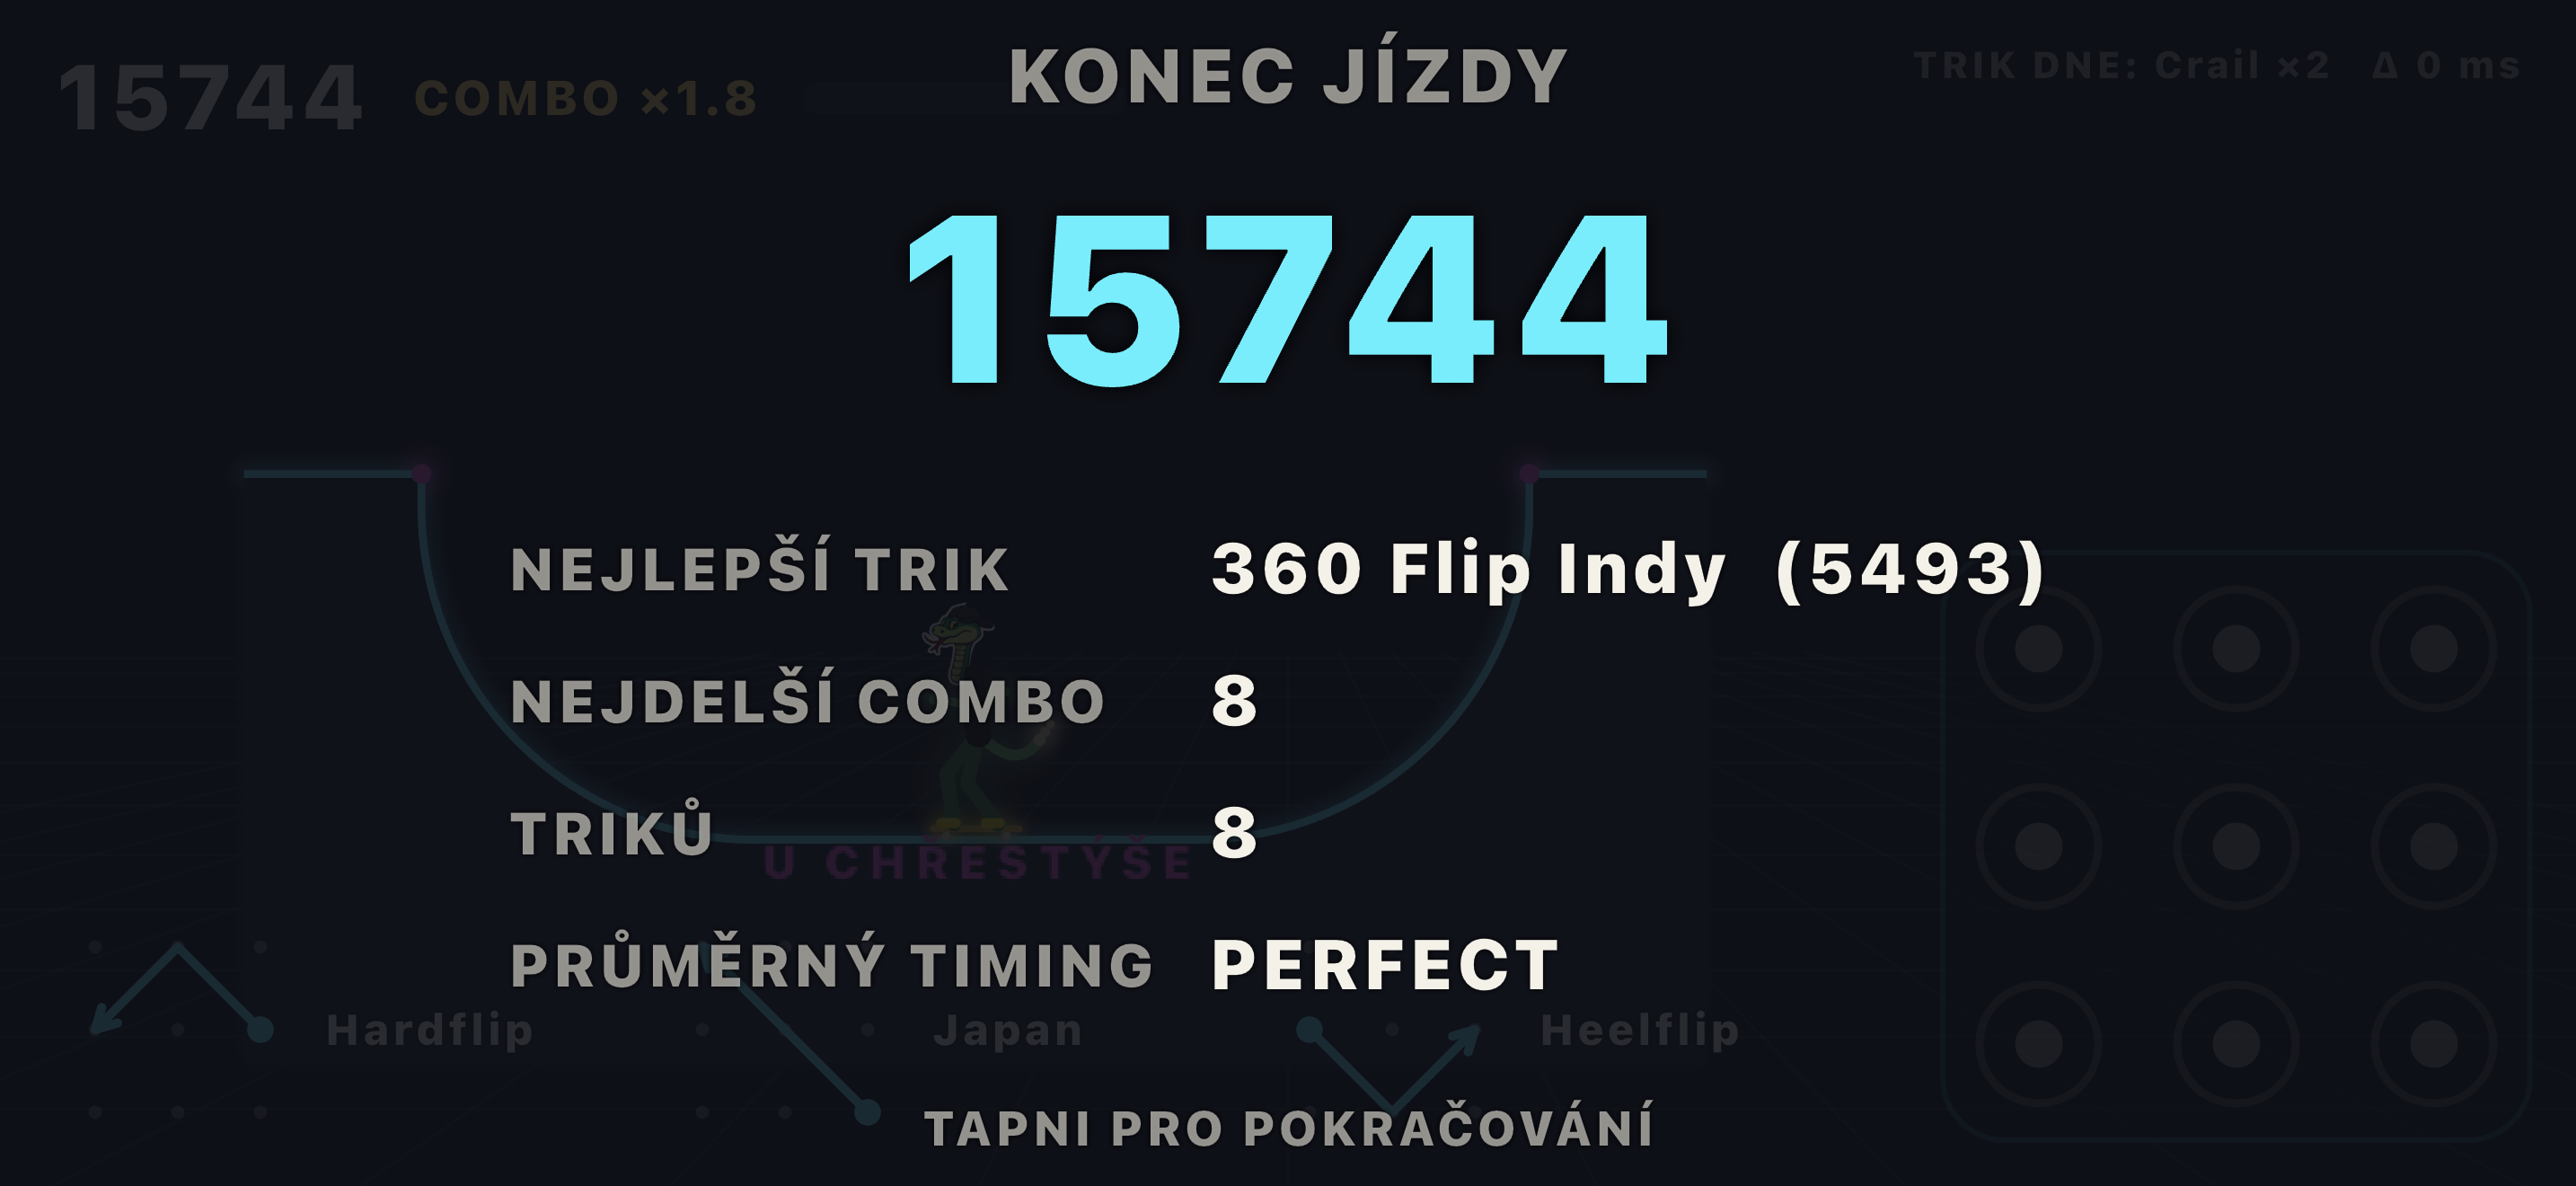 15744 COMBO ×1.8
KONEC JÍZDY
TRIK DNE: Crail ×2 Δ 0 ms
15744
NEJLEPŠÍ TRIK 360 Flip Indy (5493)
NEJDELŠÍ COMBO 8
TRIKŮ 8
U CHŘESTÝŠE
PRŮMĚRNÝ TIMING PERFECT
Hardflip
Japan
Heelflip
TAPNI PRO POKRAČOVÁNÍ